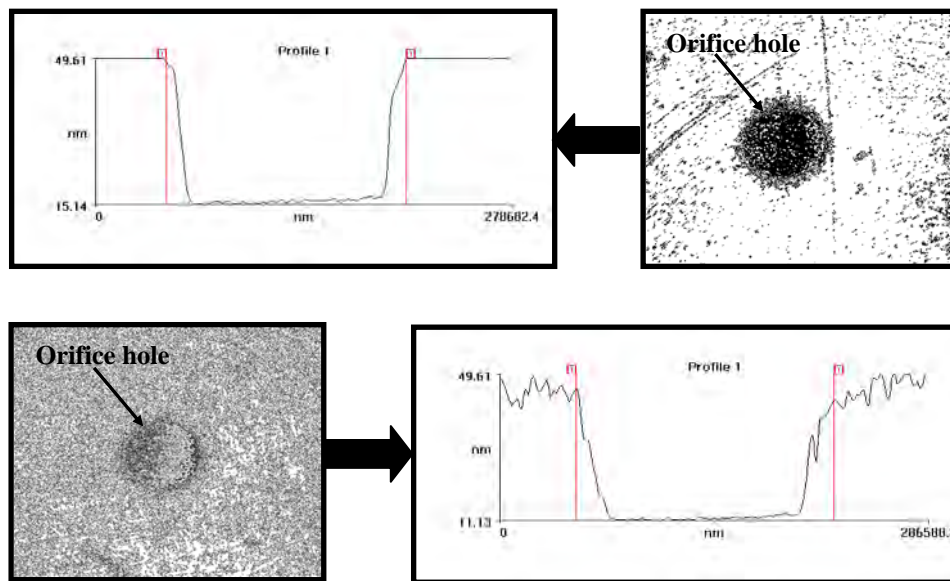 Profile 1
49.61
nm
15.14
0
nm
278682.4
Orifice hole
Orifice hole
Profile 1
49.61
nm
11.13
0
nm
286588.